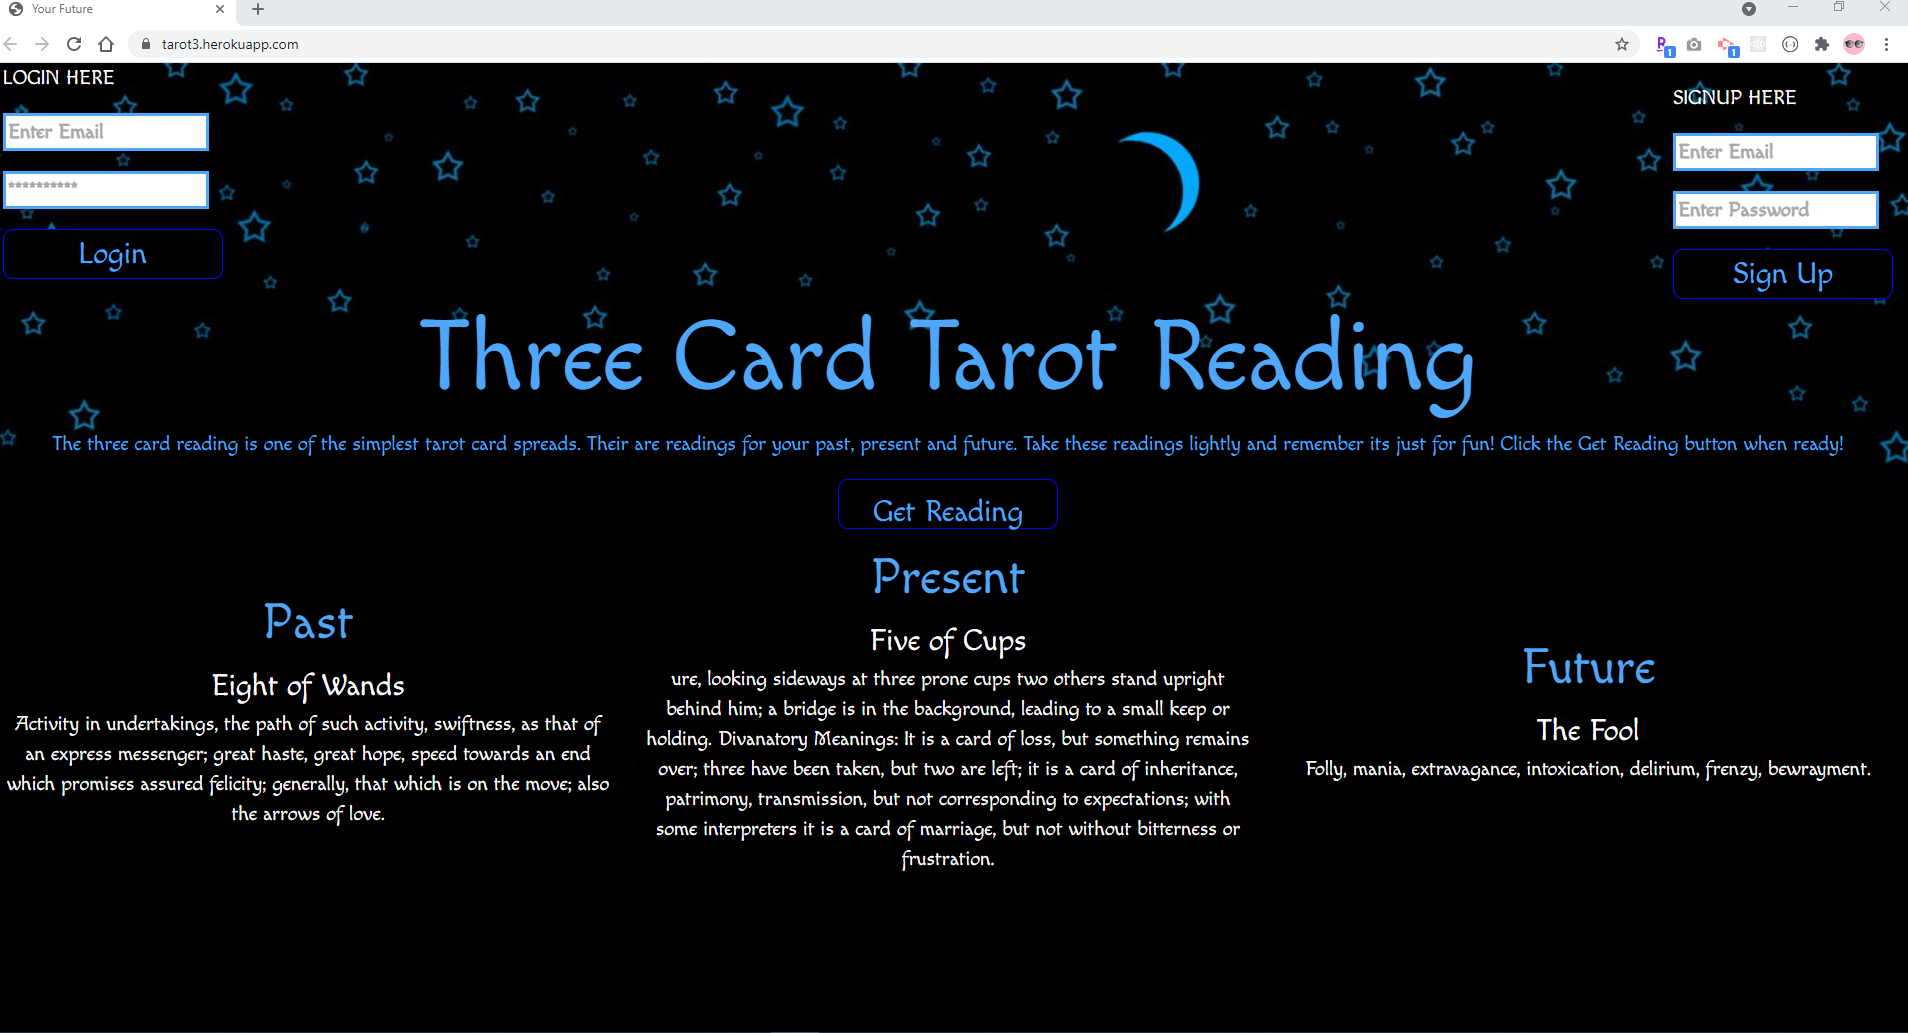 Your Future
tarot3.herokuapp.com
1
1
LOGIN HERE
Enter Email
**********
Login
SIGNUP HERE
Enter Email
Enter Password
Sign Up
Three Card Tarot Reading
The three card reading is one of the simplest tarot card spreads. Their are readings for your past, present and future. Take these readings lightly and remember its just for fun! Click the Get Reading button when ready!
Get Reading
Past
Eight of Wands
Activity in undertakings, the path of such activity, swiftness, as that of
an express messenger; great haste, great hope, speed towards an end
which promises assured felicity; generally, that which is on the move; also
the arrows of love.
Present
Five of Cups
ure, looking sideways at three prone cups two others stand upright
behind him; a bridge is in the background, leading to a small keep or
holding. Divanatory Meanings: It is a card of loss, but something remains
over; three have been taken, but two are left; it is a card of inheritance,
patrimony, transmission, but not corresponding to expectations; with
some interpreters it is a card of marriage, but not without bitterness or
frustration.
Future
The Fool
Folly, mania, extravagance, intoxication, delirium, frenzy, bewrayment.